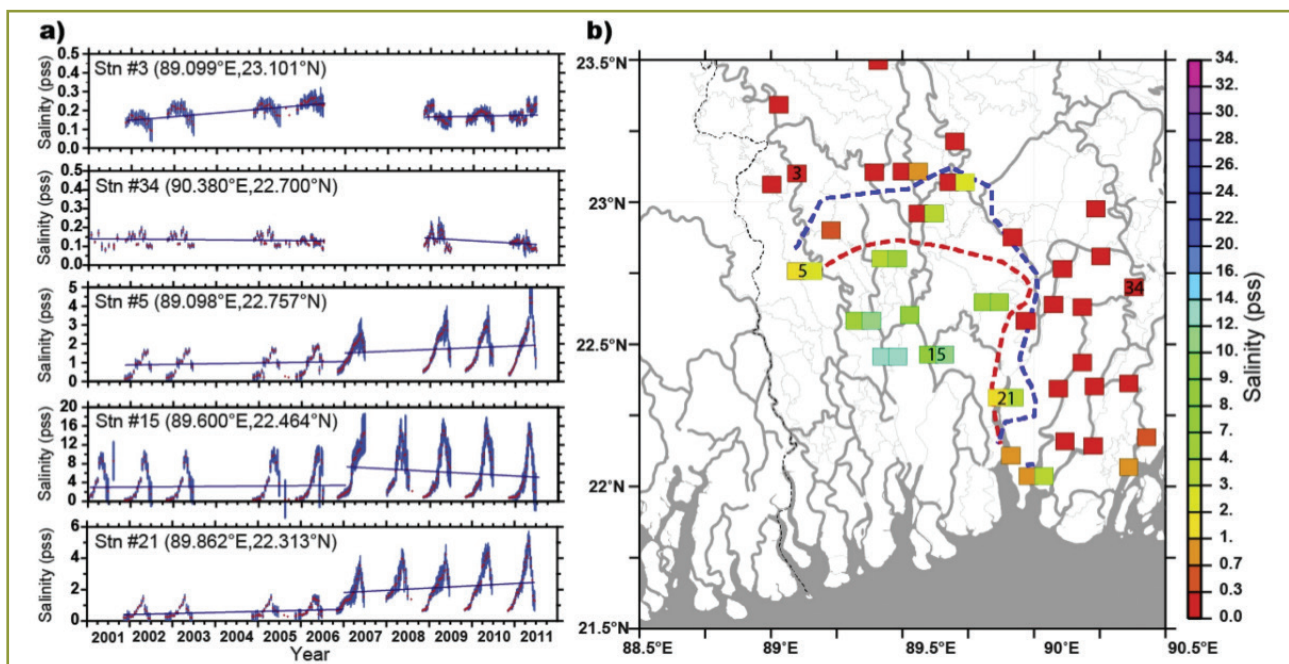 a)
Stn #3 (89.099°E,23.101°N)
0.5
0.4
0.3
0.2
0.1
0.0
Salinity (pss)
Stn #34 (90.380°E,22.700°N)
0.5
0.4
0.3
0.2
0.1
0.0
Salinity (pss)
Stn #5 (89.098°E,22.757°N)
5
4
3
2
1
0
Salinity (pss)
Stn #15 (89.600°E,22.464°N)
20
16
12
8
4
0
Salinity (pss)
Stn #21 (89.862°E,22.313°N)
6
4
2
0
Salinity (pss)
2001 2002 2003 2004 2005 2006 2007 2008 2009 2010 2011
Year
b)
23.5°N
23°N
22.5°N
22°N
21.5°N
88.5°E 89°E 89.5°E 90°E 90.5°E
3
5
34
15
21
34.
32.
30.
28.
26.
24.
22.
20.
16.
14.
12.
10.
9.
7.
4.
3.
2.
1.
0.7
0.3
0.0
Salinity (pss)